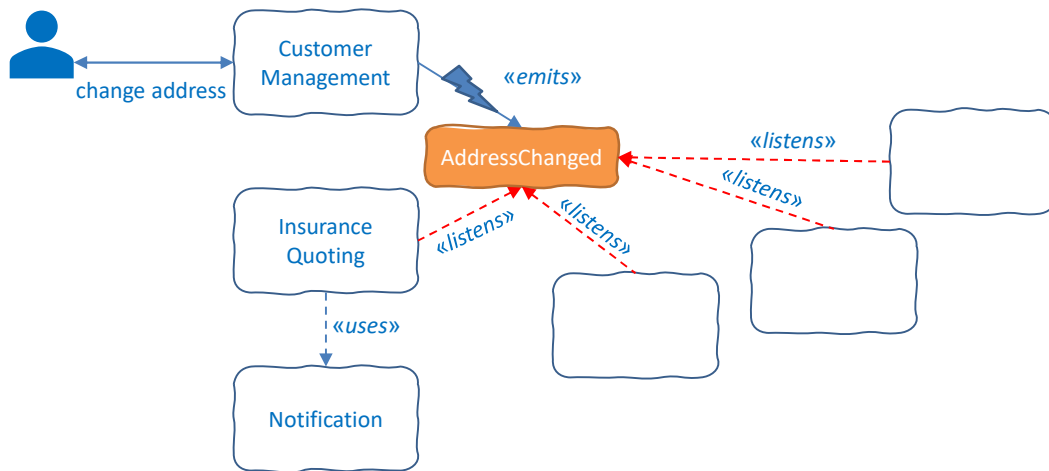 Customer
Management
change address
«emits»
AddressChanged
«listens»
«listens»
«listens»
«listens»
Insurance
Quoting
«uses»
Notification